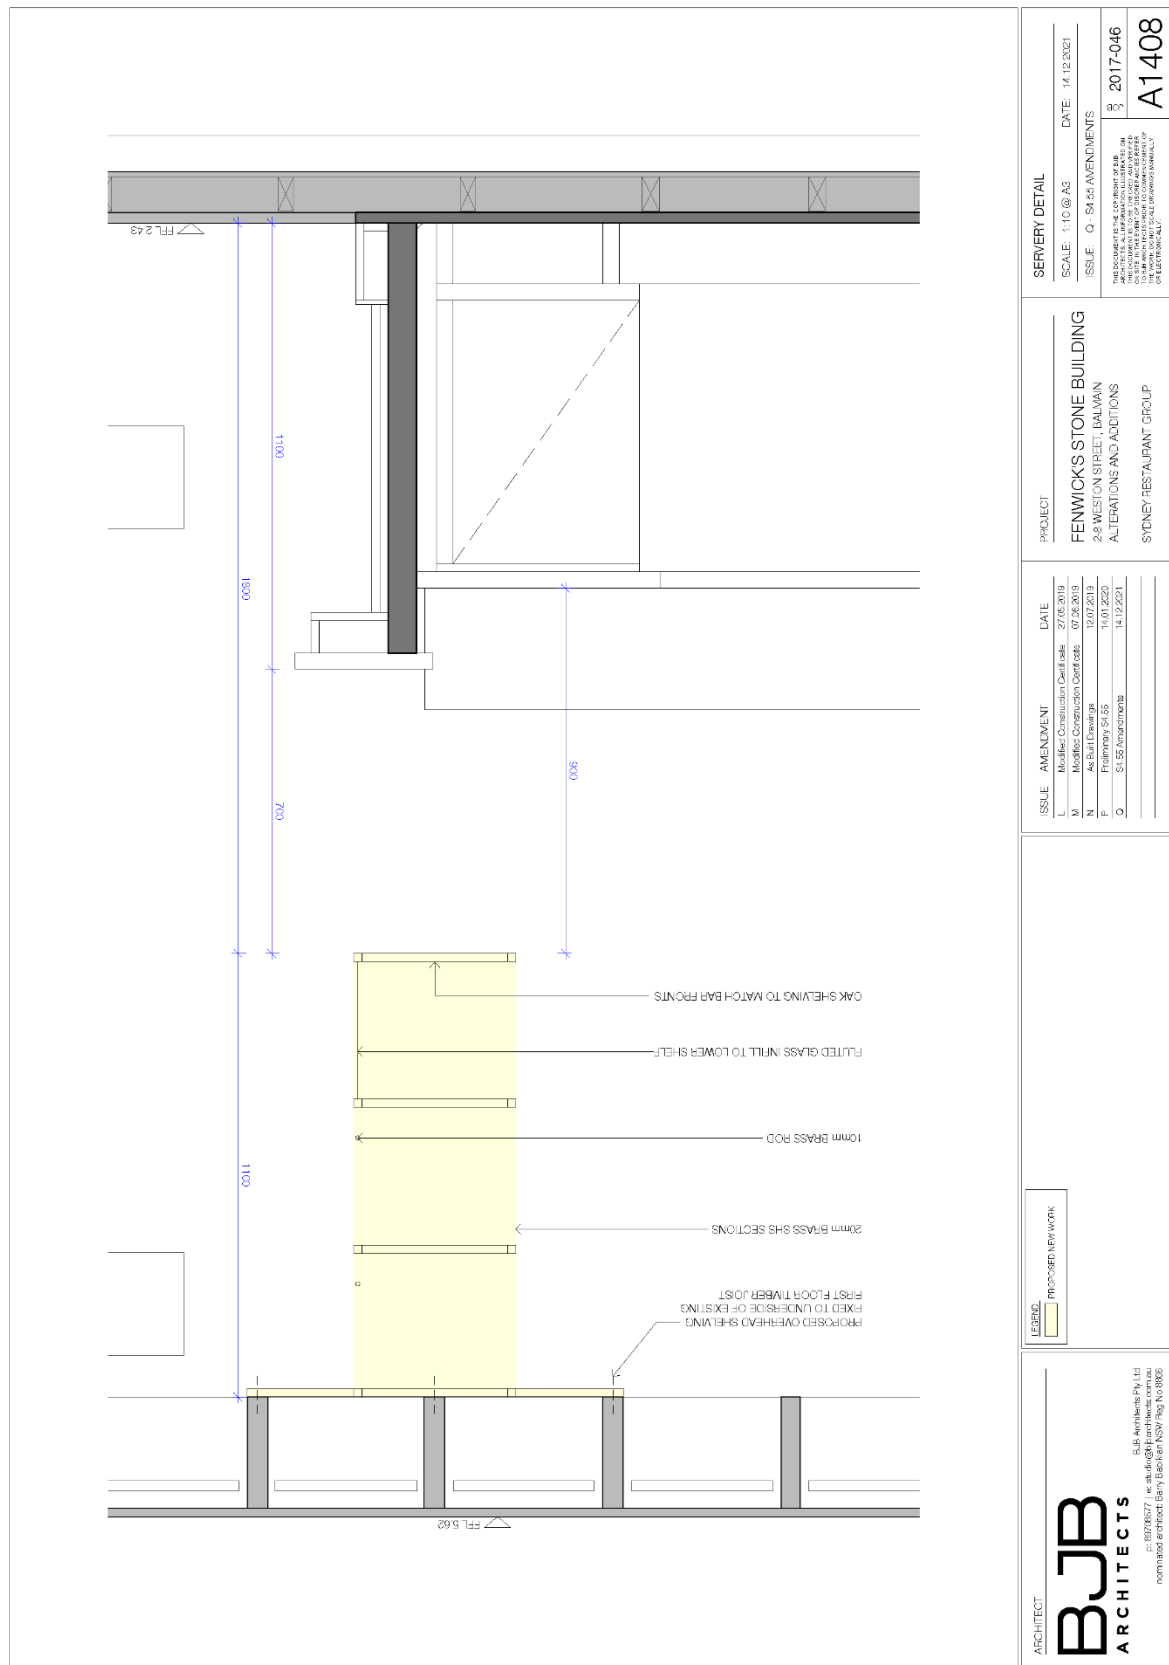 FFL 5.62
PROPOSED OVERHEAD SHELVING
FIXED TO UNDERSIDE OF EXISTING
FIRST FLOOR TIMBER JOIST
20mm BRASS SHS SECTIONS
10mm BRASS ROD
FLUTED GLASS INFILL TO LOWER SHELF
OAK SHELVING TO MATCH BAR FRONTS
1100
900
700
1800
1100
FFL 2.43
ARCHITECT
BJB
ARCHITECTS
BJB Architects Pty Ltd
nominated architect: Barry Babikian NSW Reg No 8806
LEGEND
PROPOSED NEW WORK
ISSUE AMENDMENT DATE
L Modified Construction Certificate 27.05.2019
M Modified Construction Certificate 07.06.2019
N As Built Drawings 12.07.2019
P Preliminary S4.55 14.01.2020
Q S4.55 Amendments 14.12.2021
PROJECT
FENWICK'S STONE BUILDING
2-8 WESTON STREET, BALMAIN
ALTERATIONS AND ADDITIONS
SYDNEY RESTAURANT GROUP
SERVERY DETAIL
SCALE: 1:10 @ A3 DATE: 14.12.2021
ISSUE: Q - S4.55 AMENDMENTS
2017-046
A1408